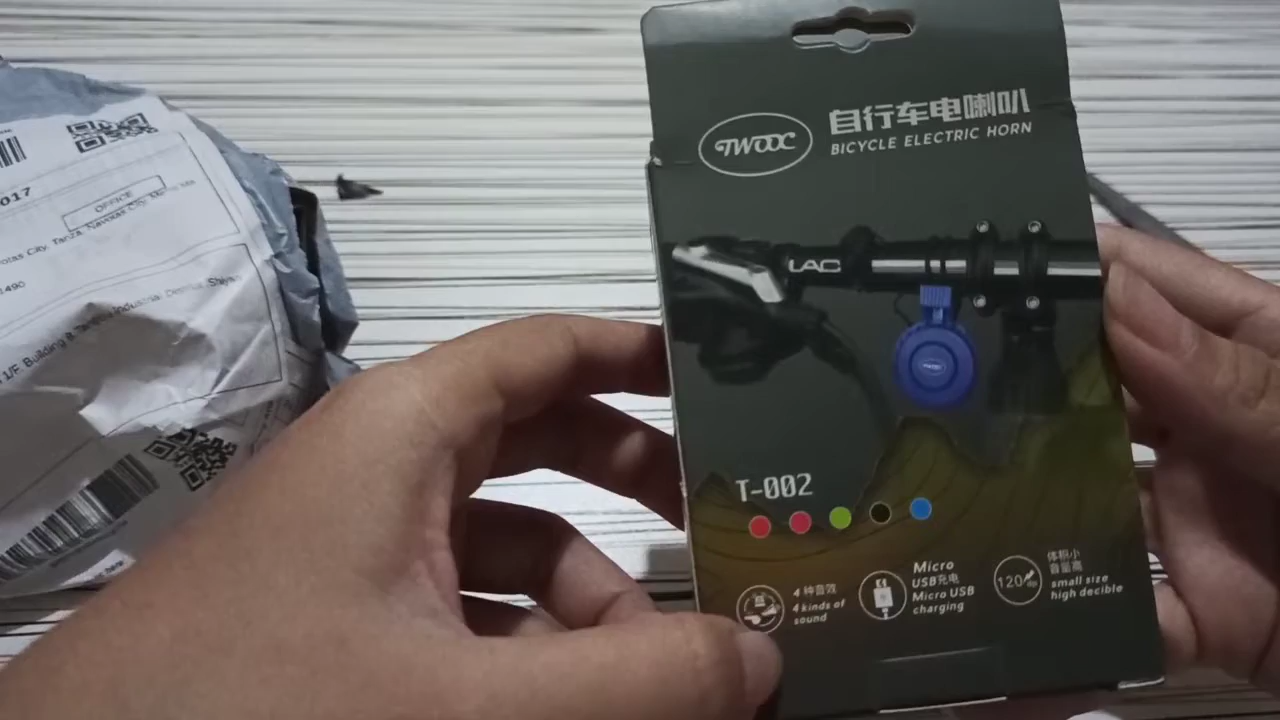 017
OFFICE
1490
TWOOC
自行车电喇叭
BICYCLE ELECTRIC HORN
LAC
T-002
4 种音效
4 kinds of
sound
Micro
USB充电
Micro USB
charging
120
体积小
音量高
small size
high decible